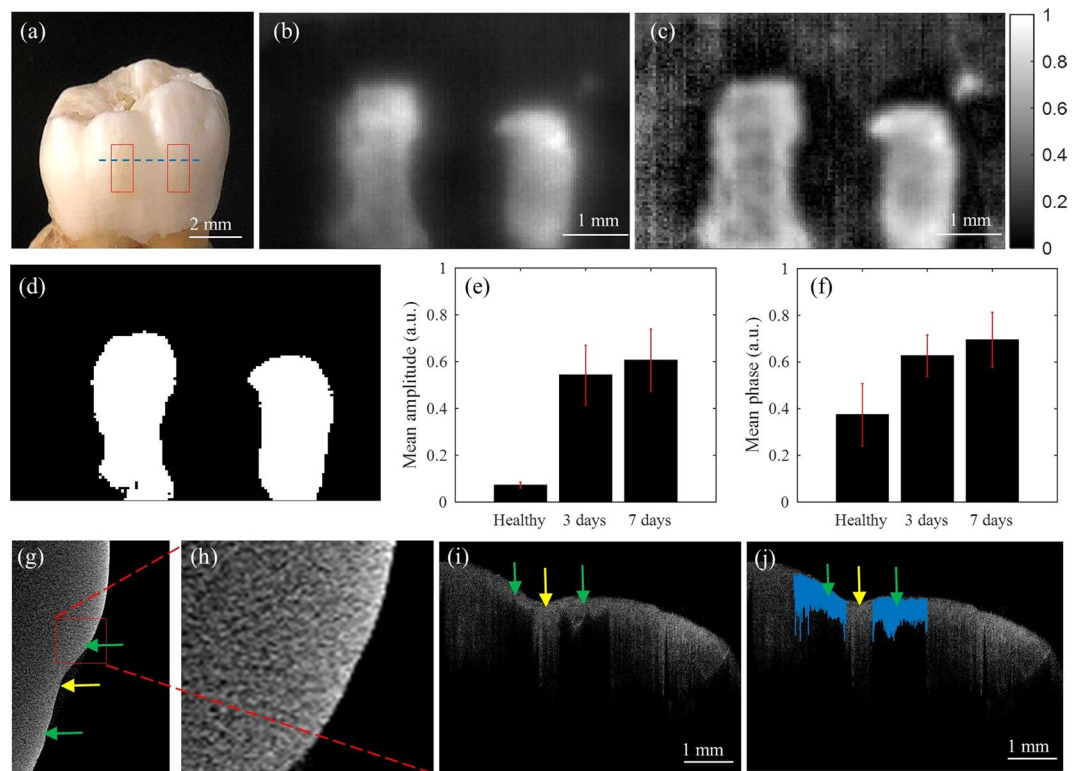 (a)
2 mm
(b)
1 mm
(c)
1 mm
1
0.8
0.6
0.4
0.2
0
(d)
(e)
Mean amplitude (a.u.)
1
0.8
0.6
0.4
0.2
0
Healthy 3 days 7 days
(f)
Mean phase (a.u.)
1
0.8
0.6
0.4
0.2
0
Healthy 3 days 7 days
(g)
(h)
(i)
1 mm
(j)
1 mm